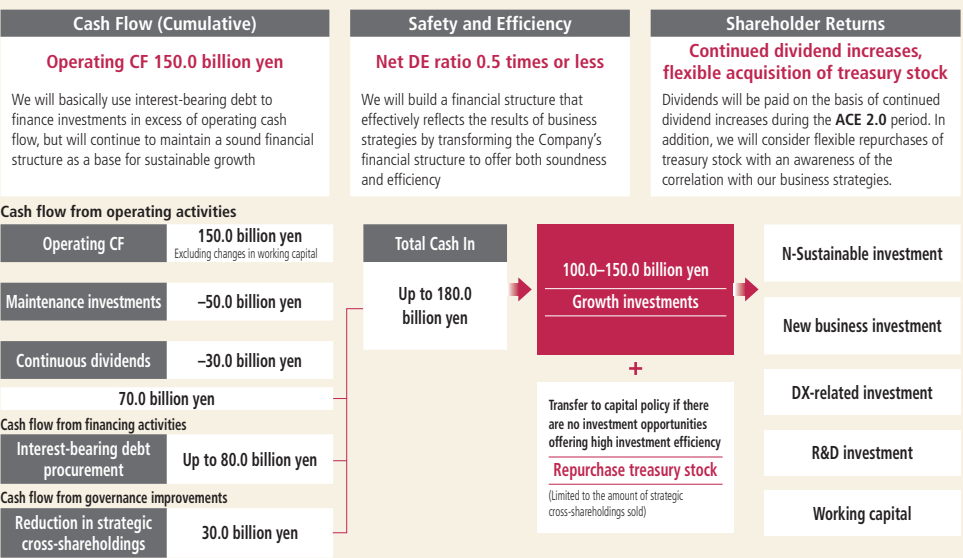 Cash Flow (Cumulative)
Operating CF 150.0 billion yen
We will basically use interest-bearing debt to
finance investments in excess of operating cash
flow, but will continue to maintain a sound financial
structure as a base for sustainable growth
Safety and Efficiency
Net DE ratio 0.5 times or less
We will build a financial structure that
effectively reflects the results of business
strategies by transforming the Company's
financial structure to offer both soundness
and efficiency
Shareholder Returns
Continued dividend increases,
flexible acquisition of treasury stock
Dividends will be paid on the basis of continued
dividend increases during the ACE 2.0 period. In
addition, we will consider flexible repurchases of
treasury stock with an awareness of the
correlation with our business strategies.
Cash flow from operating activities
Operating CF
150.0 billion yen
Excluding changes in working capital
Maintenance investments
–50.0 billion yen
Continuous dividends
–30.0 billion yen
70.0 billion yen
Cash flow from financing activities
Interest-bearing debt
procurement
Up to 80.0 billion yen
Cash flow from governance improvements
Reduction in strategic
cross-shareholdings
30.0 billion yen
Total Cash In
Up to 180.0
billion yen
100.0–150.0 billion yen
Growth investments
+
Transfer to capital policy if there
are no investment opportunities
offering high investment efficiency
Repurchase treasury stock
(Limited to the amount of strategic
cross-shareholdings sold)
N-Sustainable investment
New business investment
DX-related investment
R&D investment
Working capital